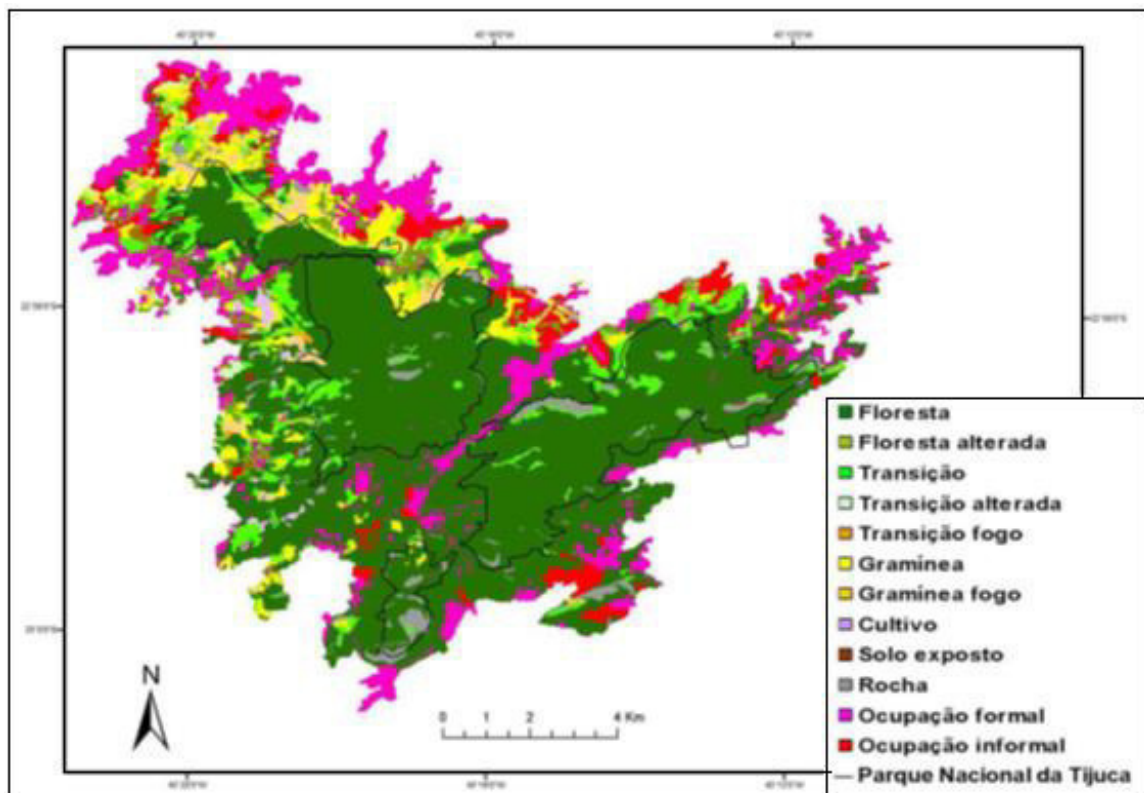 Floresta
Floresta alterada
Transição
Transição alterada
Transição fogo
Gramínea
Gramínea fogo
Cultivo
Solo exposto
Rocha
Ocupação formal
Ocupação informal
Parque Nacional da Tijuca
N
0 1 2 4 Km